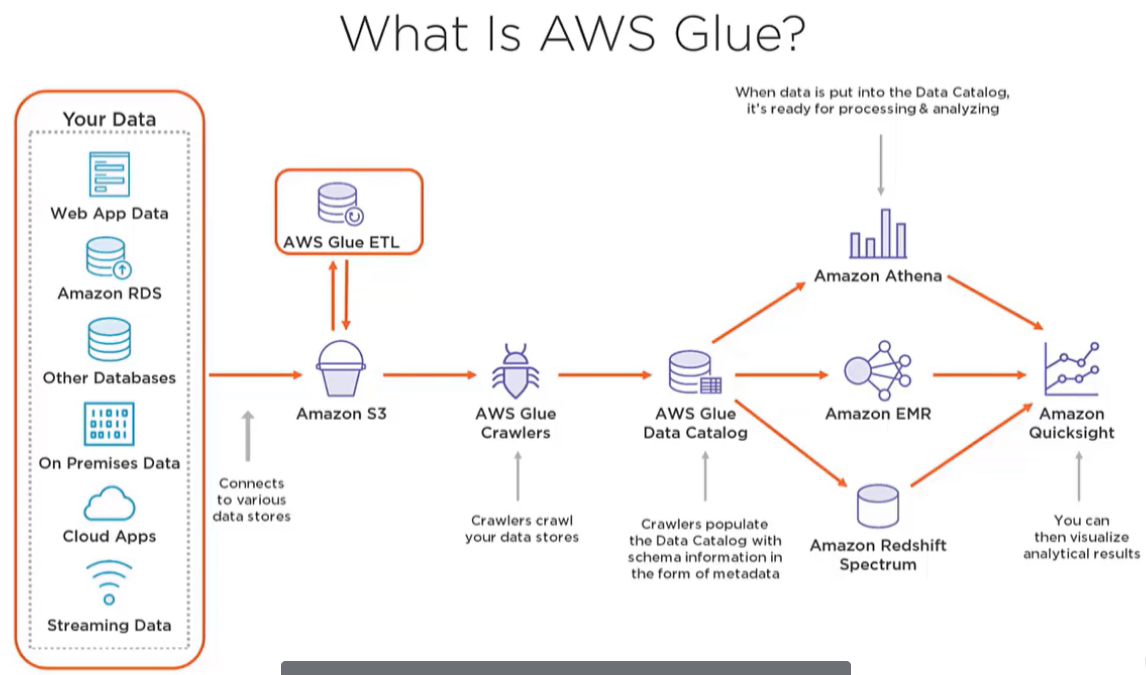 What Is AWS Glue?
When data is put into the Data Catalog,
it's ready for processing & analyzing
Your Data
Web App Data
Amazon RDS
Other Databases
11010
01011
00101
On Premises Data
Cloud Apps
Streaming Data
Connects
to various
data stores
AWS Glue ETL
Amazon S3
AWS Glue
Crawlers
Crawlers crawl
your data stores
AWS Glue
Data Catalog
Crawlers populate
the Data Catalog with
schema information in
the form of metadata
Amazon Athena
Amazon EMR
Amazon Redshift
Spectrum
Amazon
Quicksight
You can
then visualize
analytical results